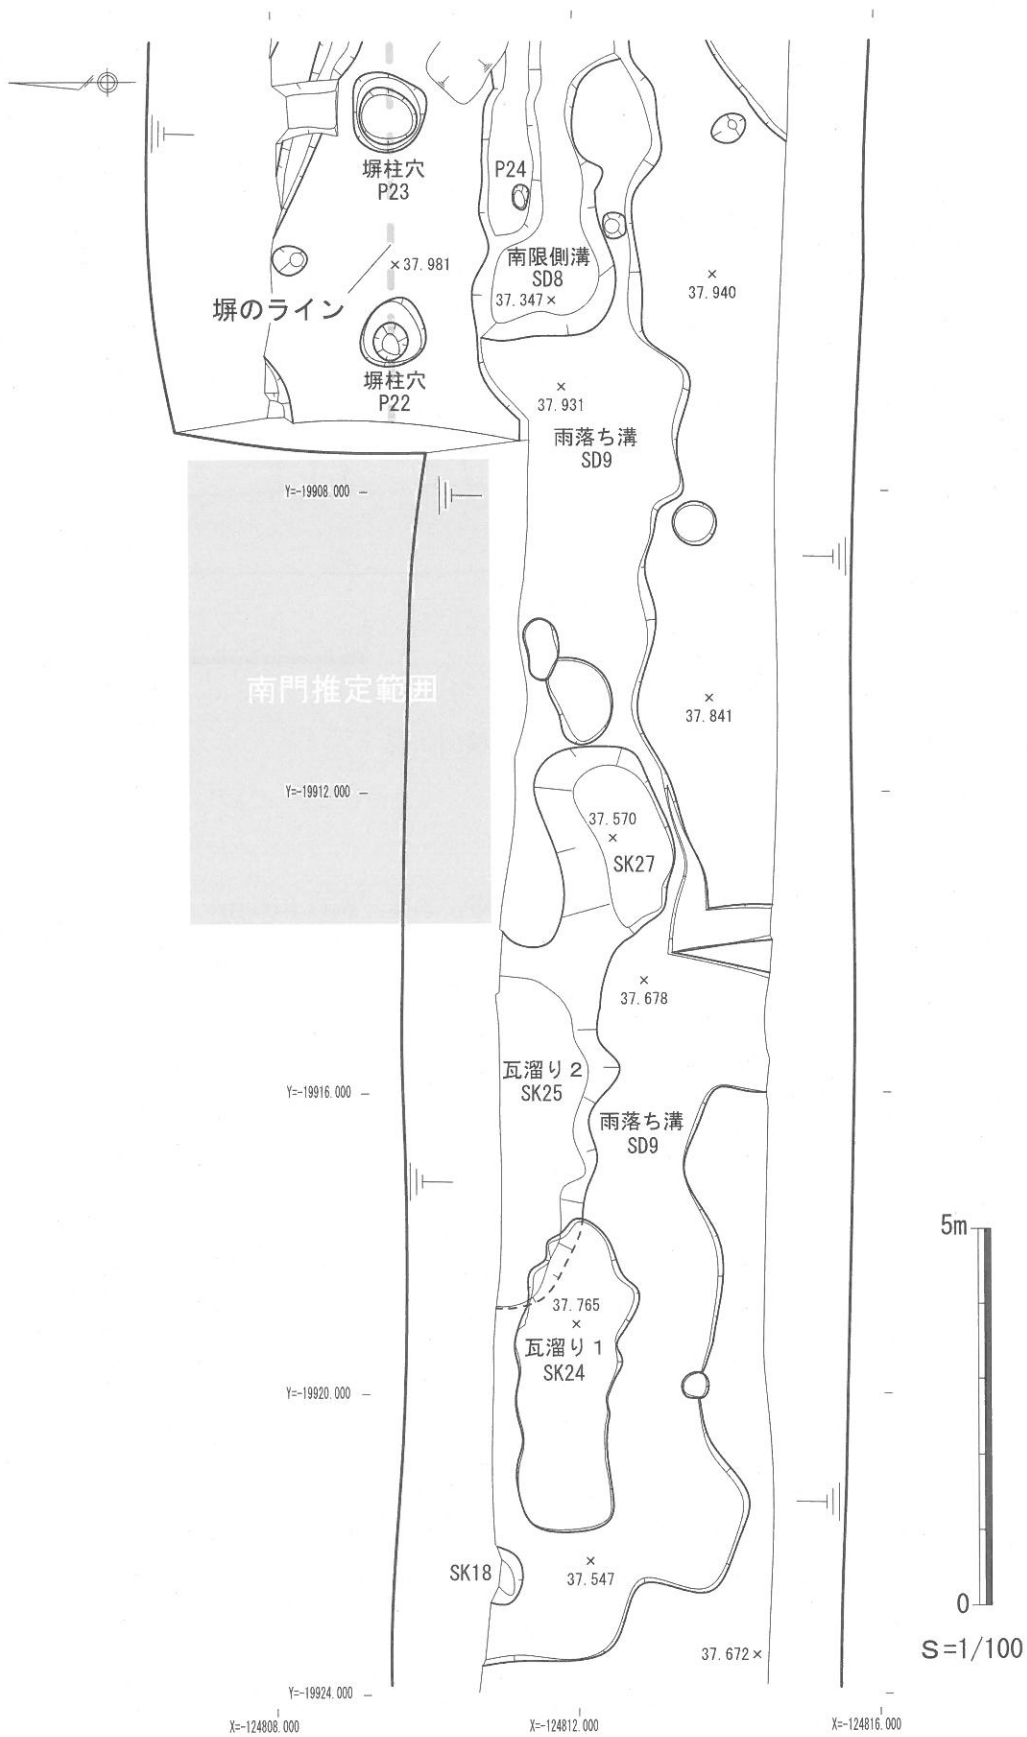 塀柱穴
P23
P24
37.981
塀のライン
南限側溝
SD8
37.347
37.940
塀柱穴
P22
37.931
雨落ち溝
SD9
Y=-19908.000
南門推定範囲
37.841
Y=-19912.000
37.570
SK27
37.678
瓦溜り2
SK25
Y=-19916.000
雨落ち溝
SD9
5m
37.765
瓦溜り1
SK24
Y=-19920.000
SK18
37.547
0
S=1/100
37.672
Y=-19924.000
X=-124808.000
X=-124812.000
X=-124816.000